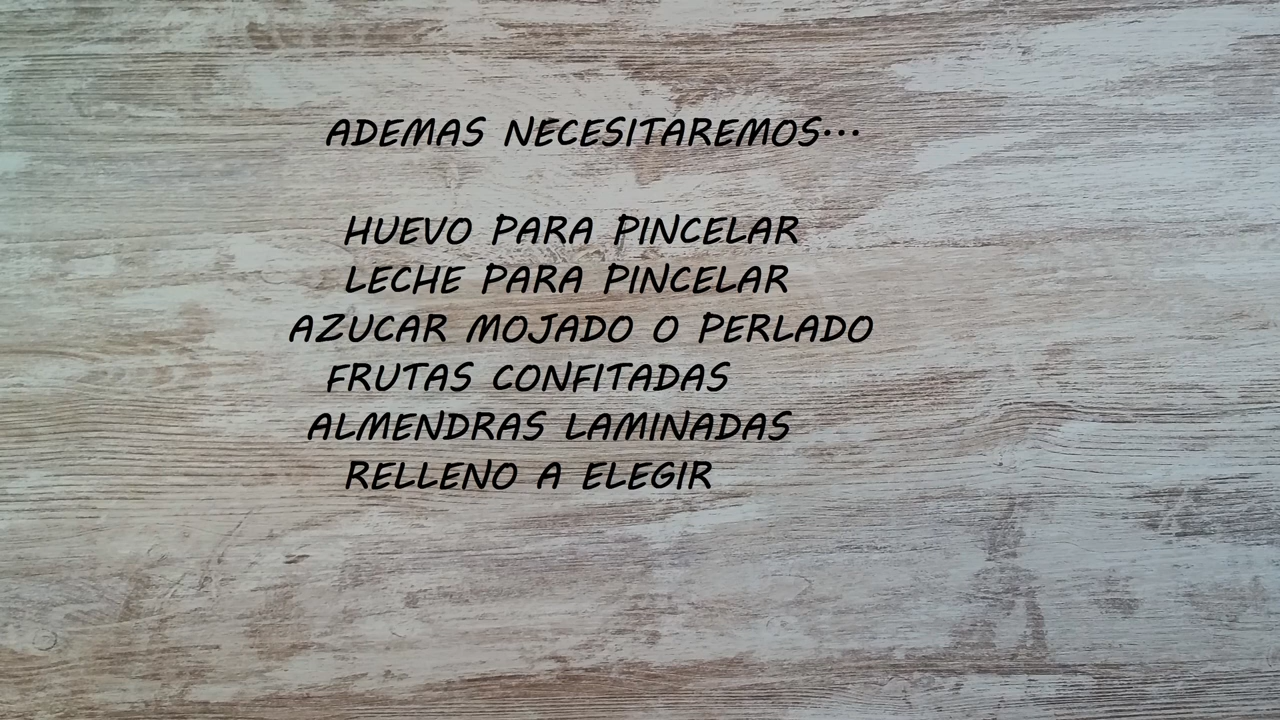 ADEMAS NECESITAREMOS...
HUEVO PARA PINCELAR
LECHE PARA PINCELAR
AZUCAR MOJADO O PERLADO
FRUTAS CONFITADAS
ALMENDRAS LAMINADAS
RELLENO A ELEGIR